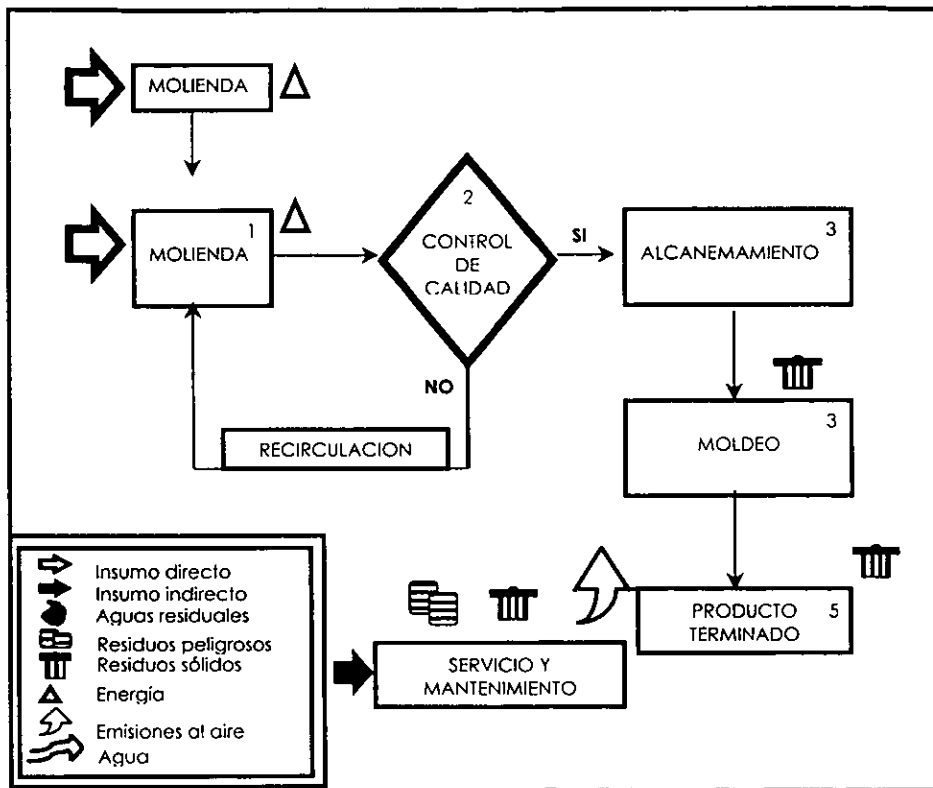 MOLIENDA
1
MOLIENDA
2
CONTROL
DE
CALIDAD
SI
3
ALCANEMAMIENTO
NO
RECIRCULACION
3
MOLDEO
5
PRODUCTO
TERMINADO
SERVICIO Y
MANTENIMIENTO
Insumo directo
Insumo indirecto
Aguas residuales
Residuos peligrosos
Residuos sólidos
Energía
Emisiones al aire
Agua